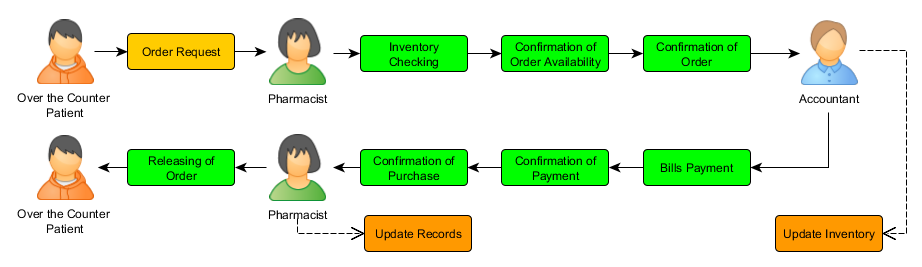 Order Request
Inventory
Checking
Confirmation of
Order Availability
Confirmation of
Order
Over the Counter
Patient
Pharmacist
Accountant
Releasing of
Order
Confirmation of
Purchase
Confirmation of
Payment
Bills Payment
Over the Counter
Patient
Pharmacist
Update Records
Update Inventory